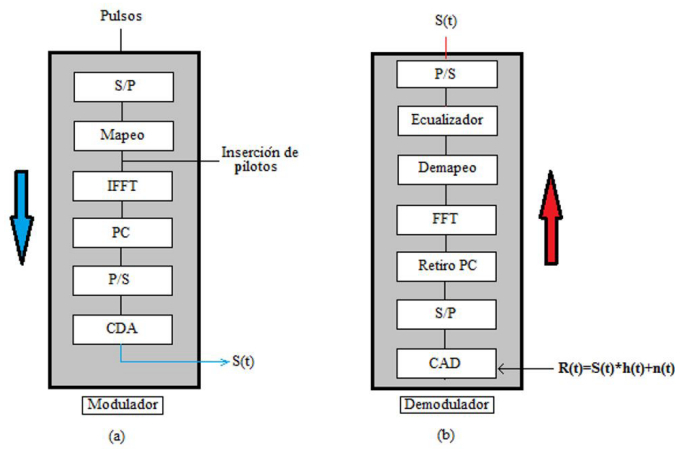 Pulsos
S/P
Mapeo
Inserción de
pilotos
IFFT
PC
P/S
CDA
S(t)
Modulador
(a)
S(t)
P/S
Ecualizador
Demapeo
FFT
Retiro PC
S/P
CAD
R(t)=S(t)*h(t)+n(t)
Demodulador
(b)